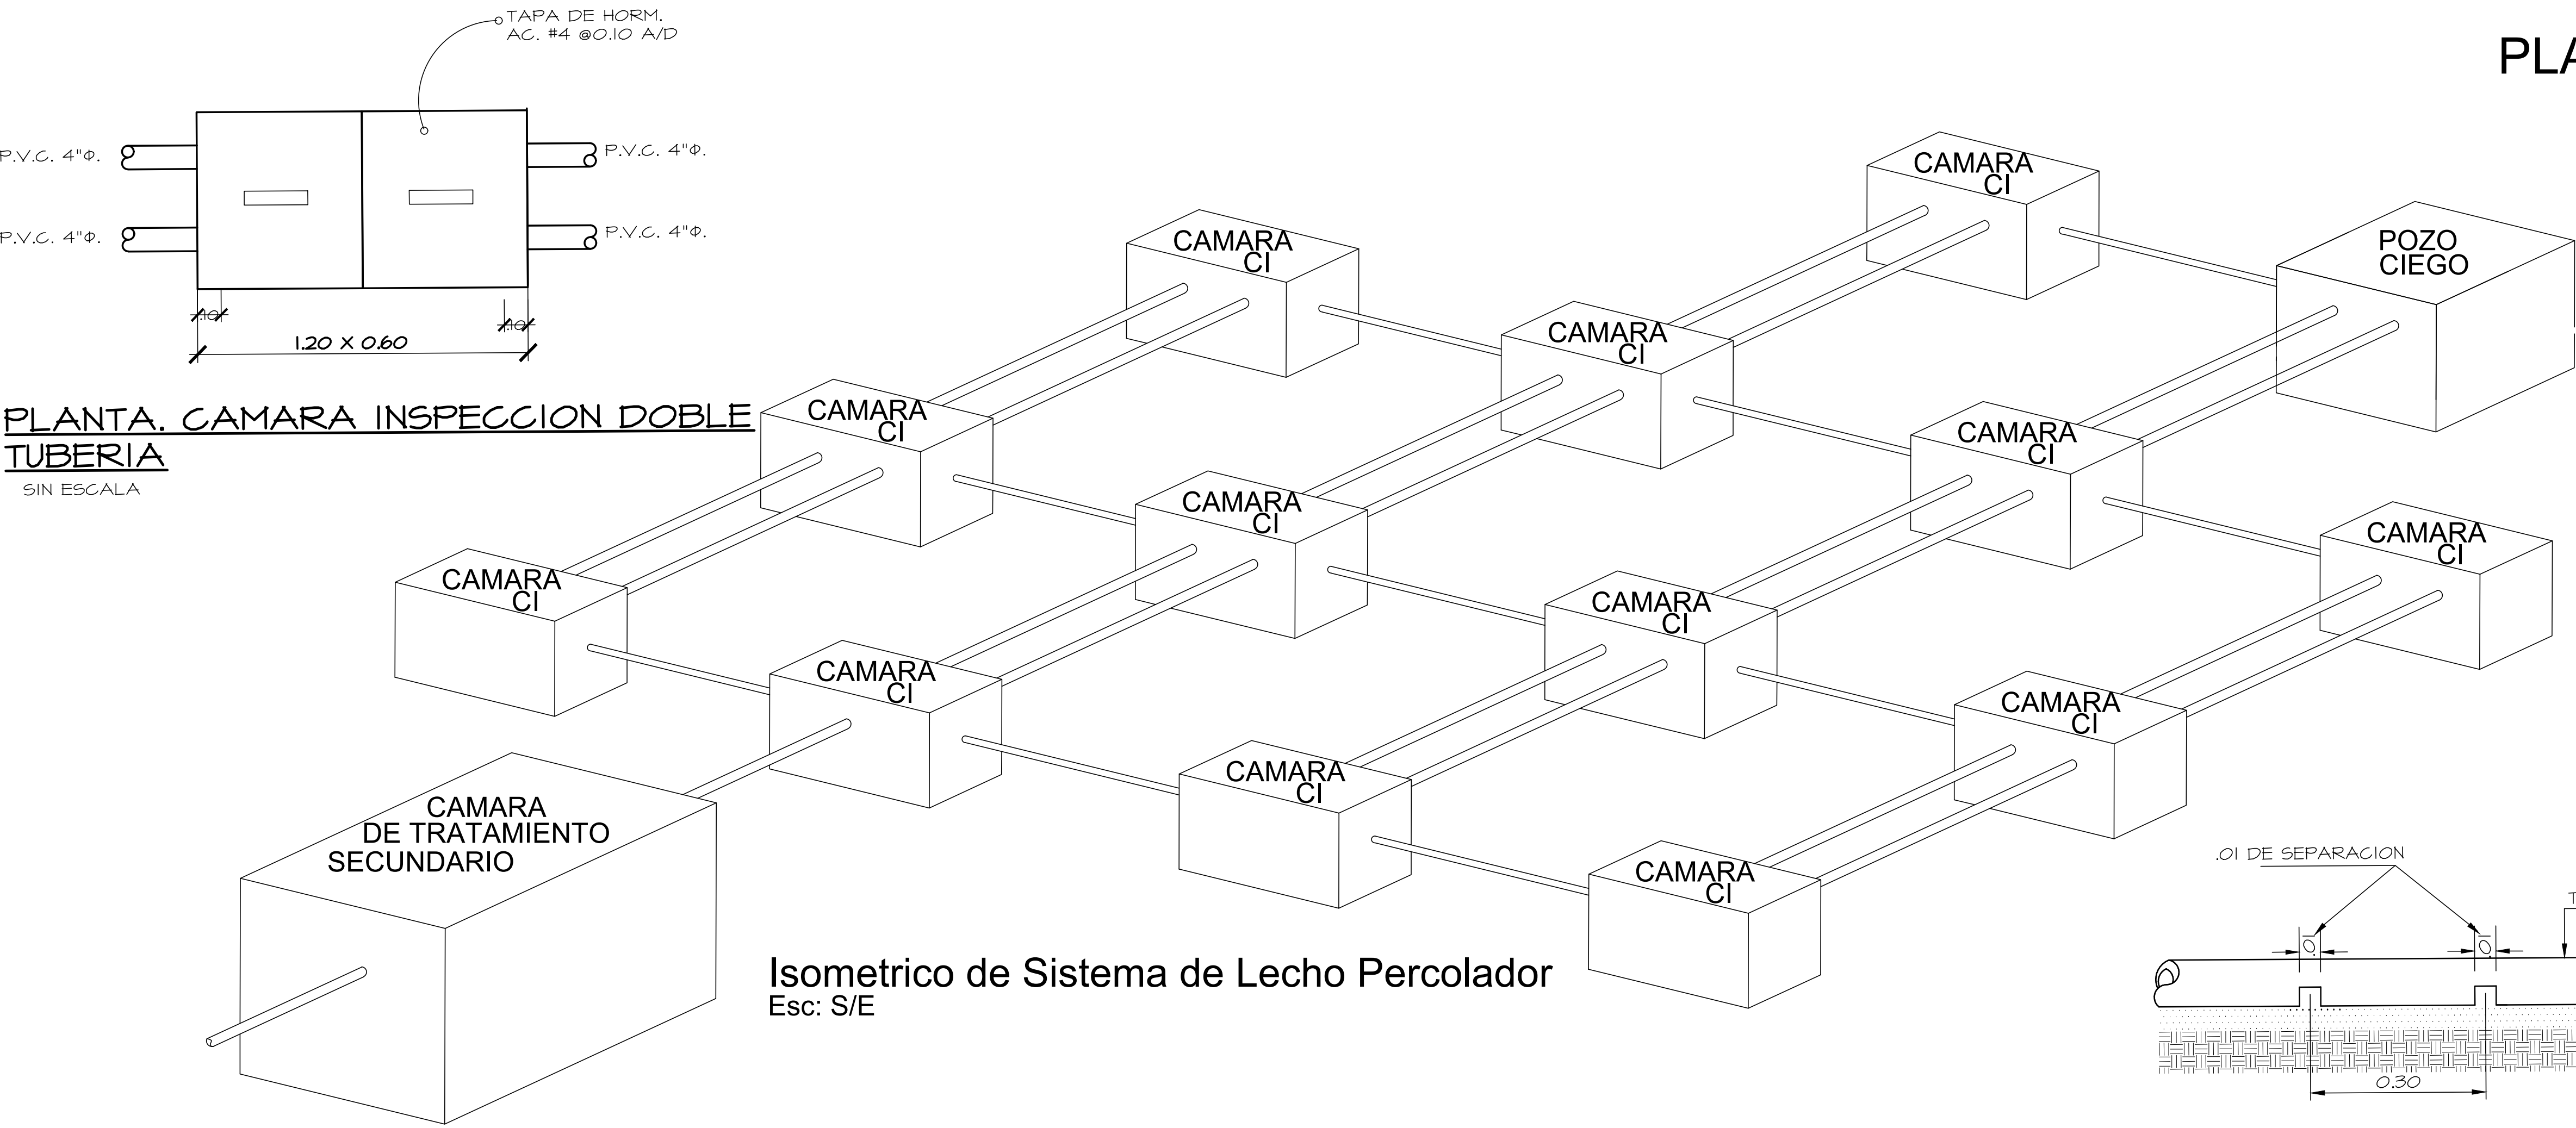 TAPA DE HORM.
AC. #4 @0.10 A/D
P.V.C. 4"Φ.
P.V.C. 4"Φ.
P.V.C. 4"Φ.
P.V.C. 4"Φ.
.10
.10
1.20 X 0.60
PLANTA. CAMARA INSPECCION DOBLE
TUBERIA
SIN ESCALA
PLA
CAMARA
CI
CAMARA
CI
POZO
CIEGO
CAMARA
CI
CAMARA
CI
CAMARA
CI
CAMARA
CI
CAMARA
CI
CAMARA
CI
CAMARA
CI
CAMARA
CI
CAMARA
CI
CAMARA
CI
CAMARA
CI
CAMARA
DE TRATAMIENTO
SECUNDARIO
Isometrico de Sistema de Lecho Percolador
Esc: S/E
.01 DE SEPARACION
T
.01
.01
0.30